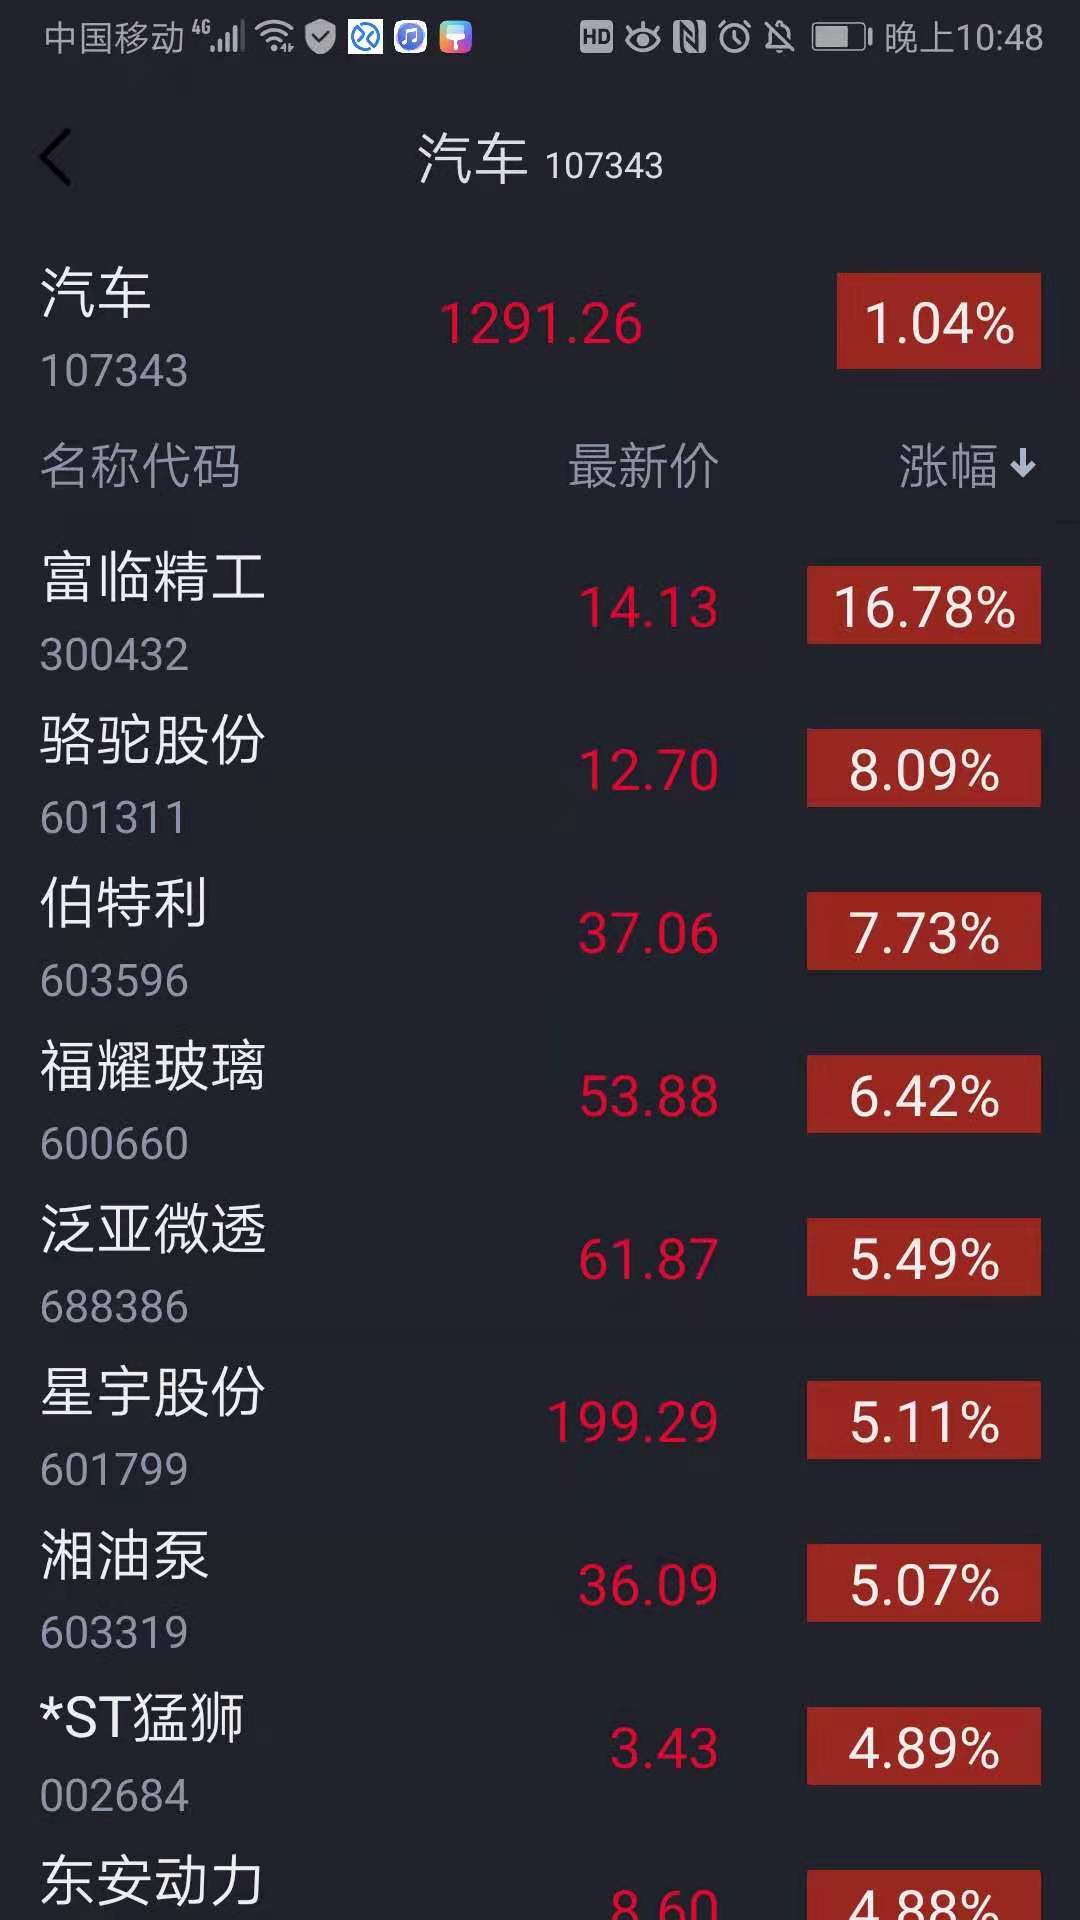 中国移动 4G HD 晚上10:48
汽车 107343
汽车 1291.26 1.04%
107343
名称代码 最新价 涨幅
富临精工 14.13 16.78%
300432
骆驼股份 12.70 8.09%
601311
伯特利 37.06 7.73%
603596
福耀玻璃 53.88 6.42%
600660
泛亚微透 61.87 5.49%
688386
星宇股份 199.29 5.11%
601799
湘油泵 36.09 5.07%
603319
*ST猛狮 3.43 4.89%
002684
东安动力 8.60 4.88%